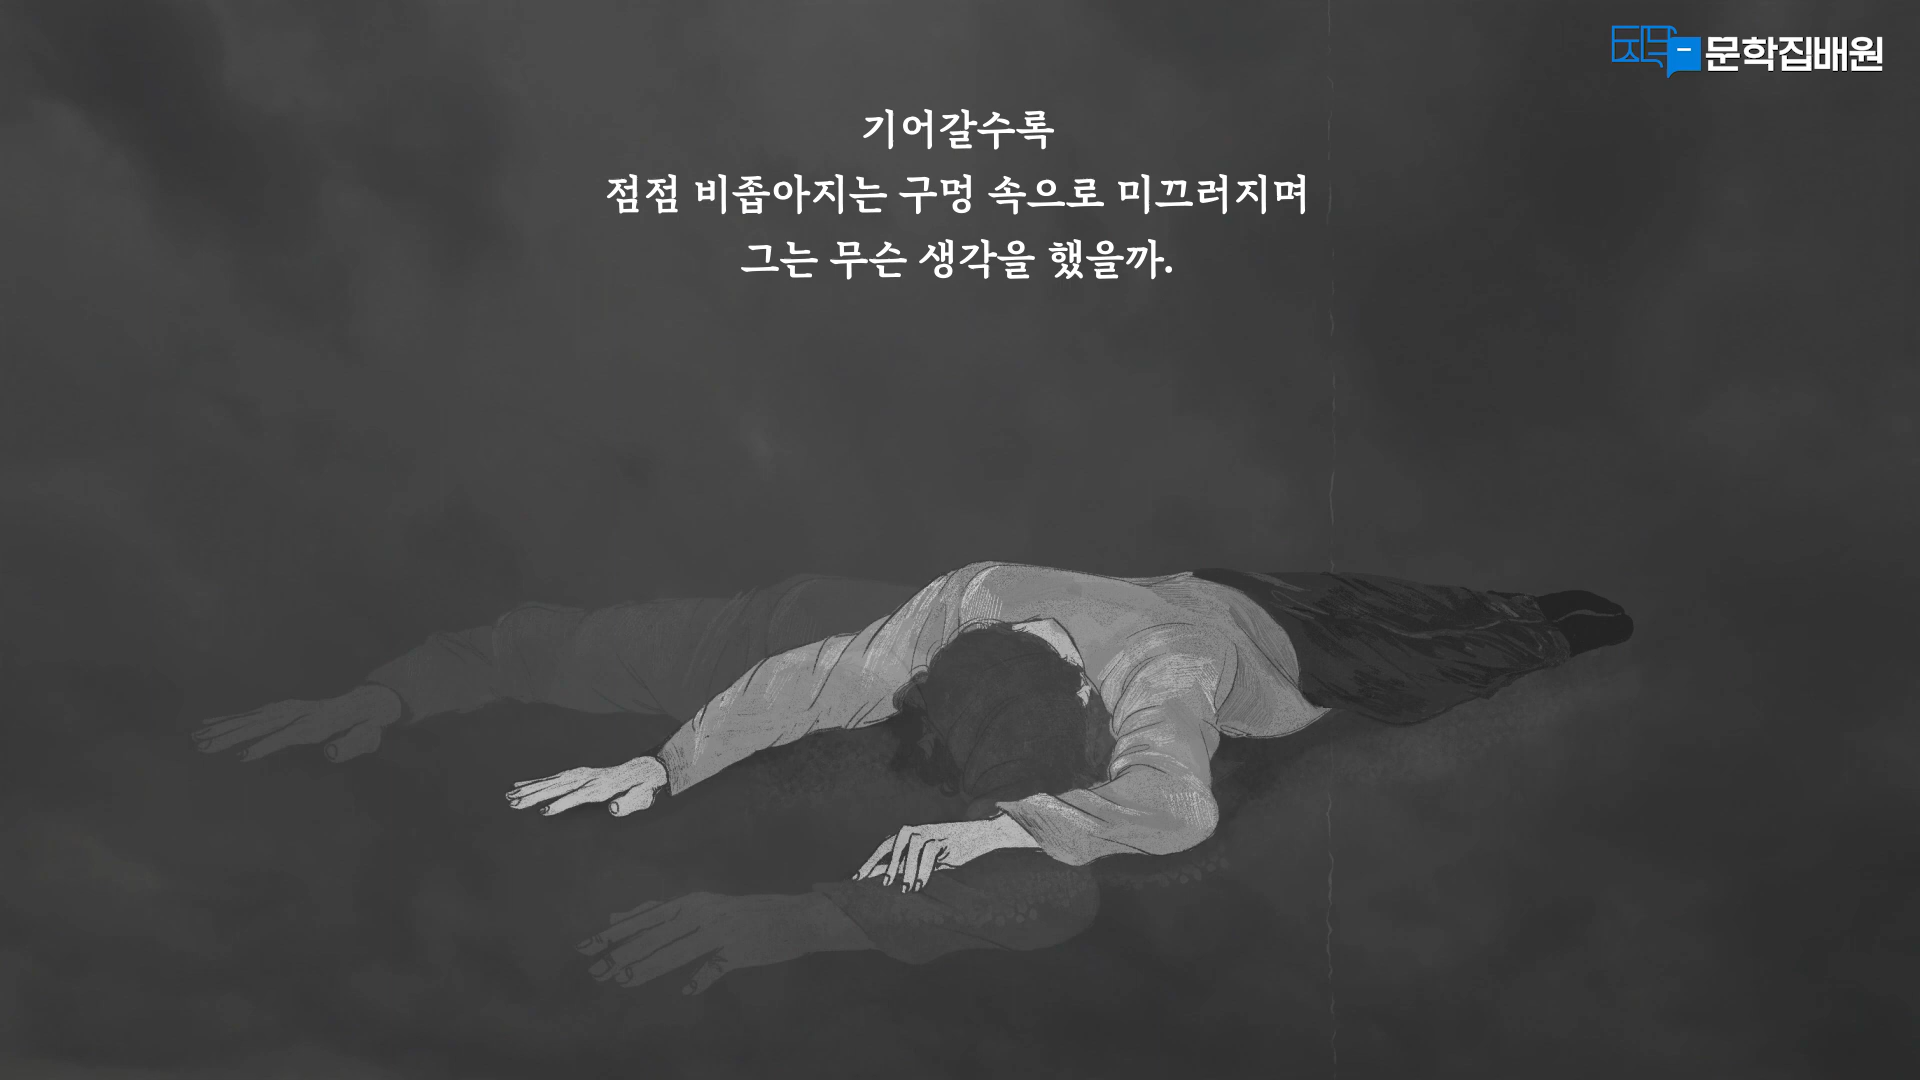 문학집배원
기어갈수록
점점 비좁아지는 구멍 속으로 미끄러지며
그는 무슨 생각을 했을까.